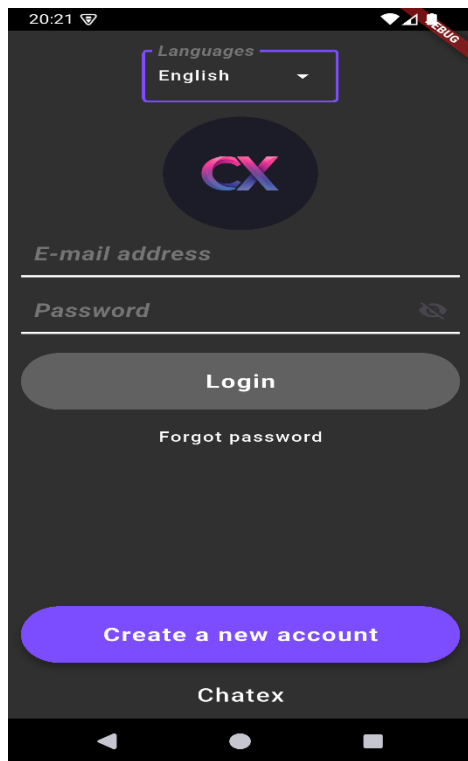 20:21
DEBUG
Languages
English
CX
E-mail address
Password
Login
Forgot password
Create a new account
Chatex